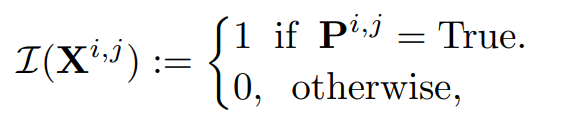 𝓘(𝐗^{i,j}) := { 1 if 𝐏^{i,j} = True.
0, otherwise,